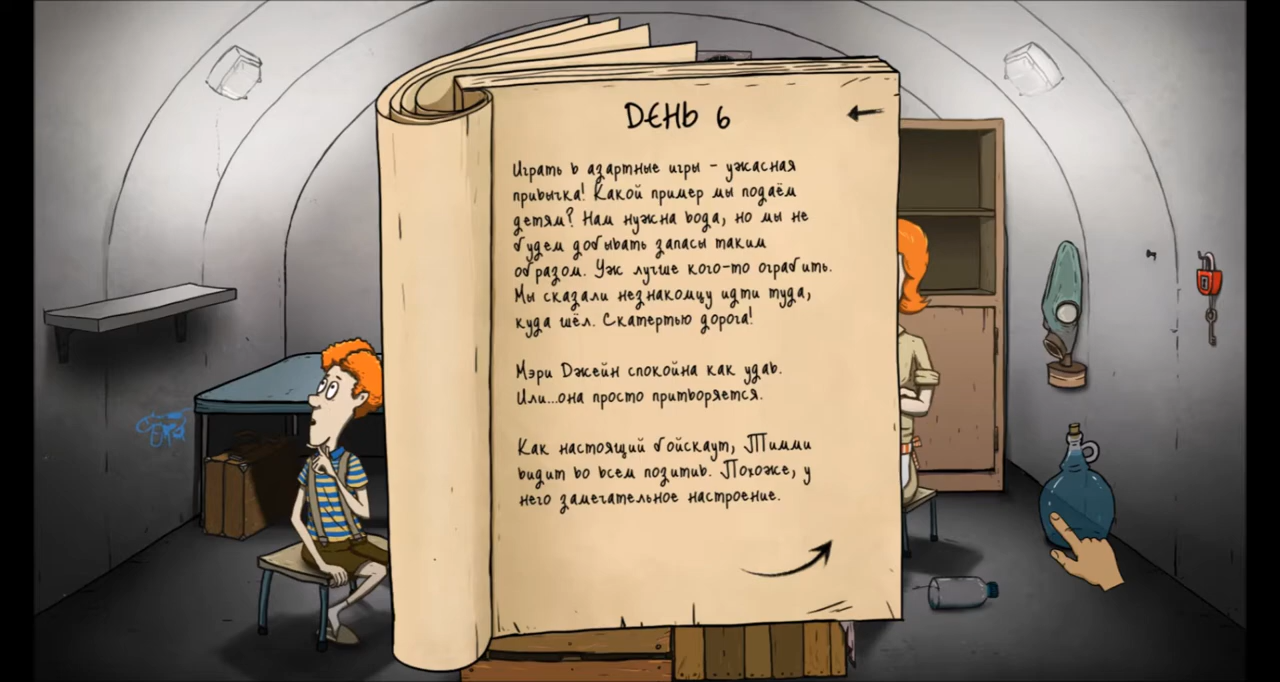 День 6
Играть в азартные игры - ужасная
привычка! Какой пример мы подаём
детям? Нам нужна вода, но мы не
будем добывать запасы таким
образом. Уж лучше кого-то ограбить.
Мы сказали незнакомцу идти туда,
куда шёл. Скатертью дорога!
Мэри Джейн спокойна как удав.
Или...она просто притворяется.
Как настоящий бойскаут, Тимми
видит во всем позитив. Похоже, у
него замечательное настроение.